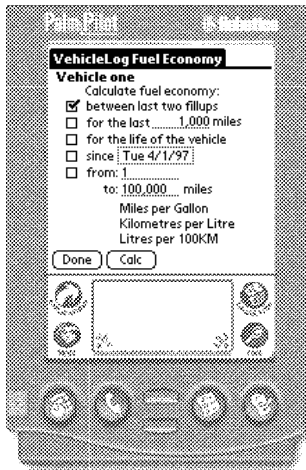 PalmPilot
VehicleLog Fuel Economy
Vehicle one
Calculate fuel economy:
between last two fillups
for the last 1,000 miles
for the life of the vehicle
since Tue 4/1/97
from: 1
to: 100,000 miles
Miles per Gallon
Kilometres per Litre
Litres per 100KM
Done Calc